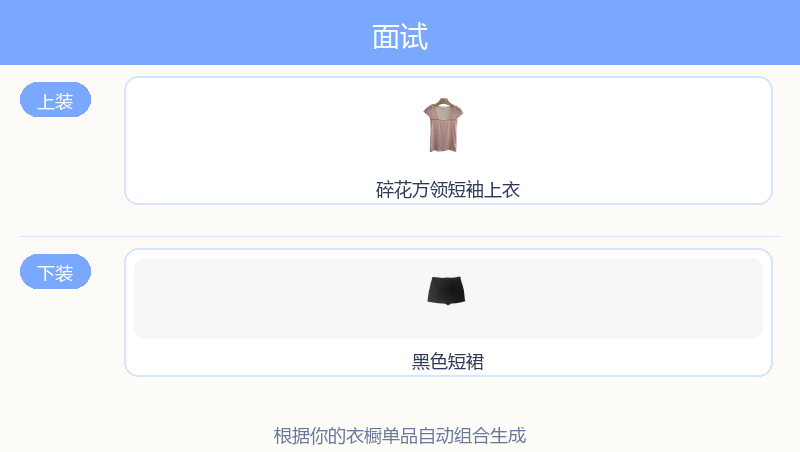 面试
上装
碎花方领短袖上衣
下装
黑色短裙
根据你的衣橱单品自动组合生成